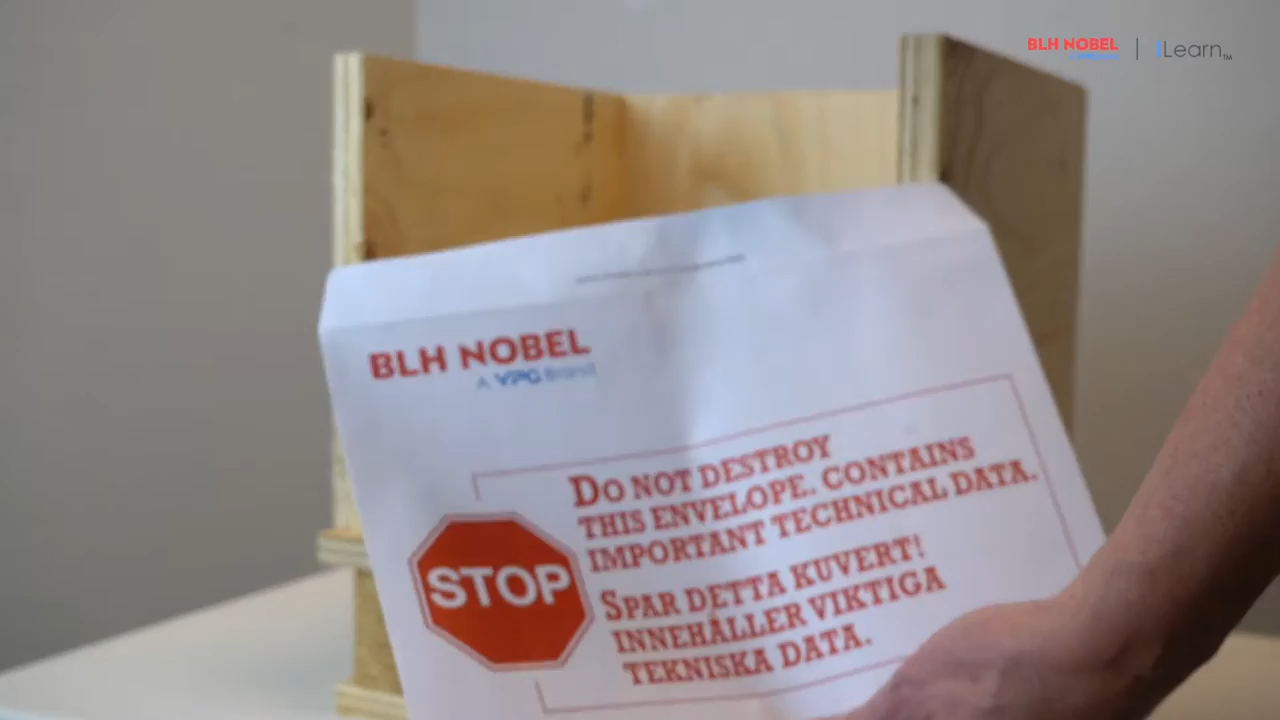 BLH NOBEL | iLearn™
BLH NOBEL
A VPG Brand
DO NOT DESTROY
THIS ENVELOPE. CONTAINS
IMPORTANT TECHNICAL DATA.
STOP
SPAR DETTA KUVERT!
INNEHÅLLER VIKTIGA
TEKNISKA DATA.